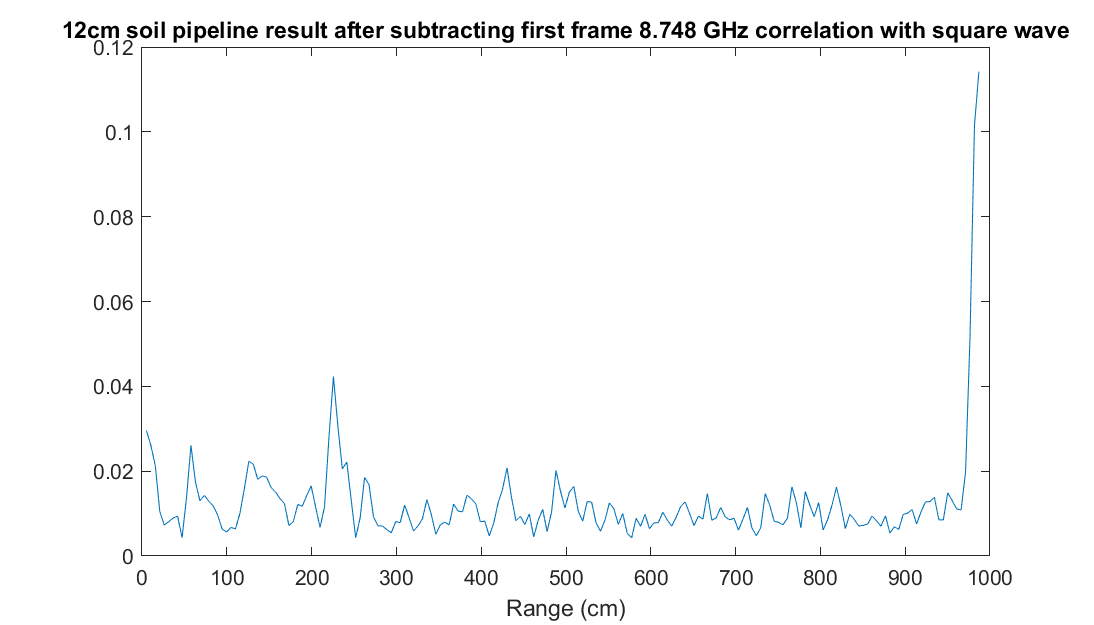 12cm soil pipeline result after subtracting first frame 8.748 GHz correlation with square wave
0.12
0.1
0.08
0.06
0.04
0.02
0
0 100 200 300 400 500 600 700 800 900 1000
Range (cm)